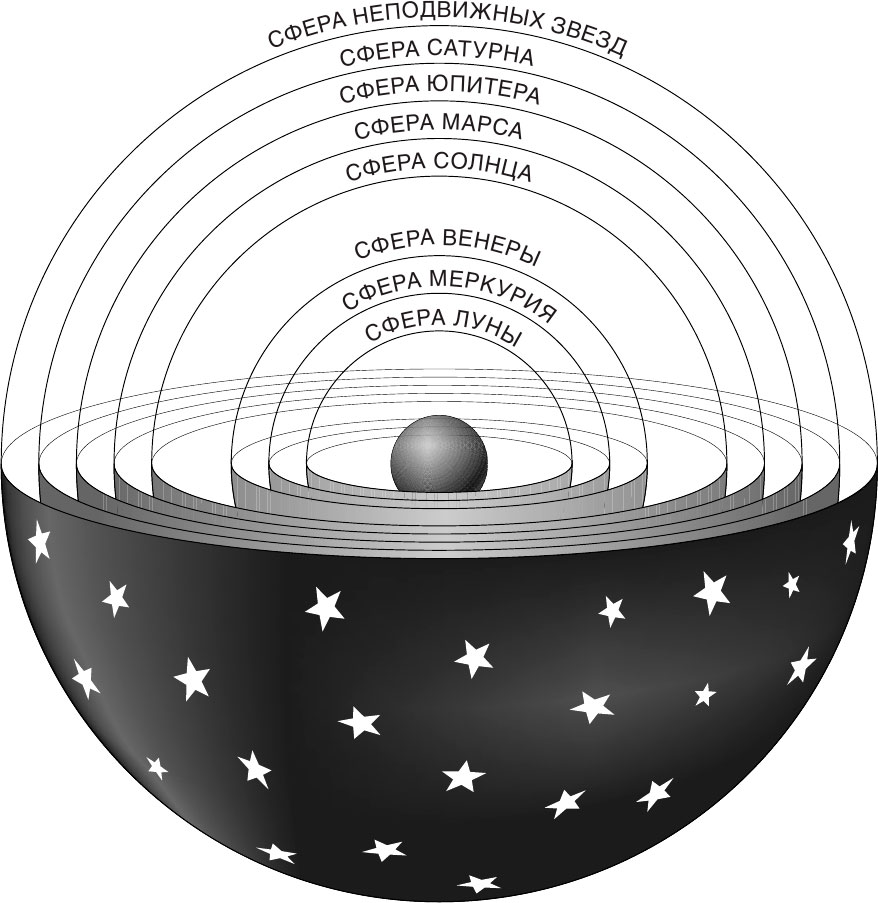 СФЕРА НЕПОДВИЖНЫХ ЗВЕЗД
СФЕРА САТУРНА
СФЕРА ЮПИТЕРА
СФЕРА МАРСА
СФЕРА СОЛНЦА
СФЕРА ВЕНЕРЫ
СФЕРА МЕРКУРИЯ
СФЕРА ЛУНЫ